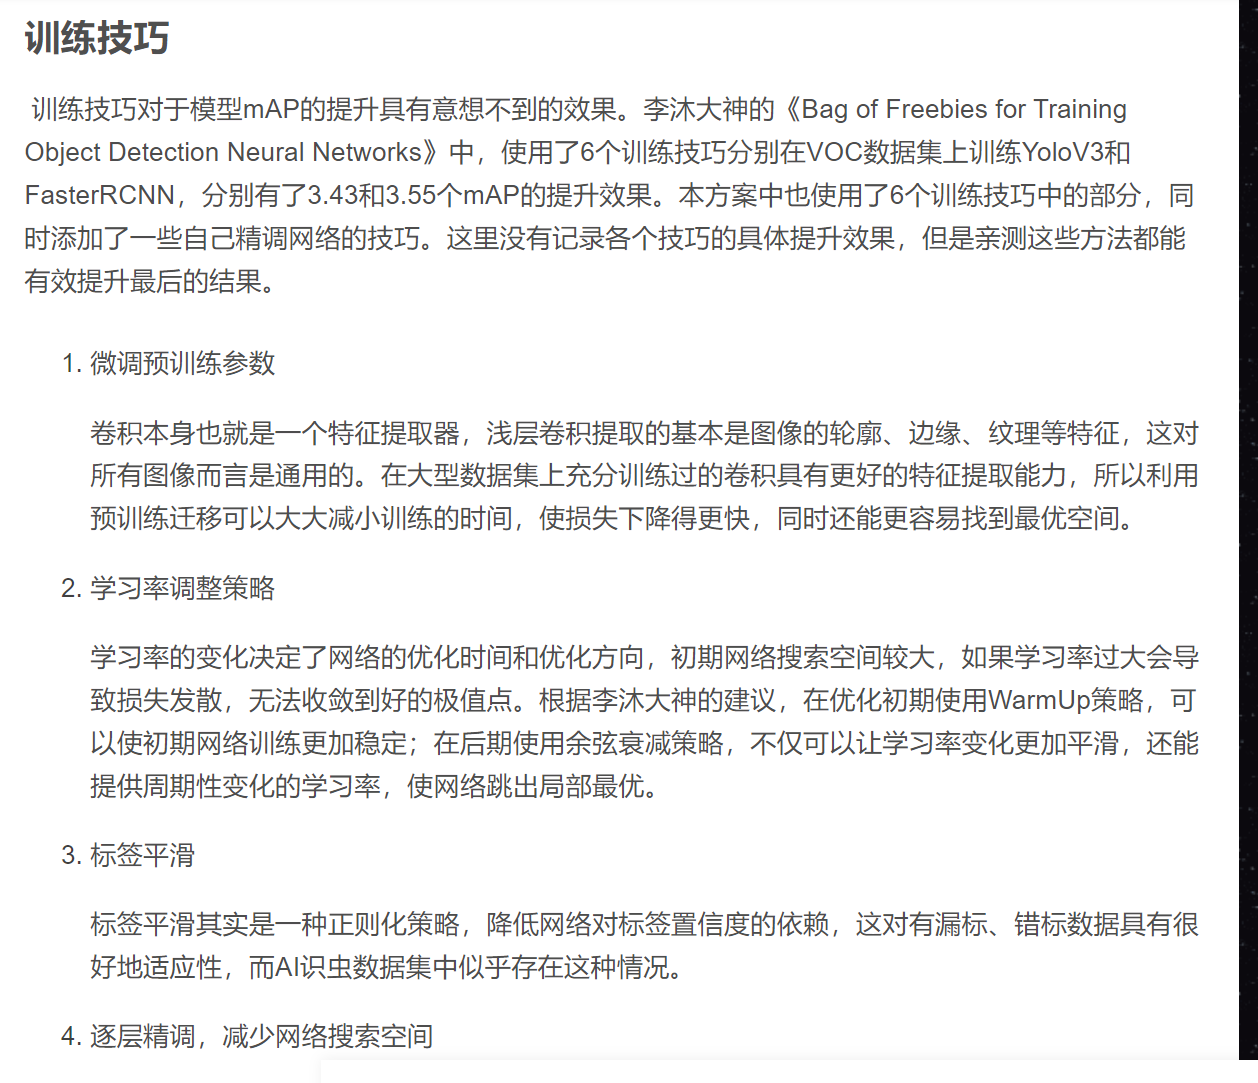 训练技巧
训练技巧对于模型mAP的提升具有意想不到的效果。李沐大神的《Bag of Freebies for Training
Object Detection Neural Networks》中，使用了6个训练技巧分别在VOC数据集上训练YoloV3和
FasterRCNN，分别有了3.43和3.55个mAP的提升效果。本方案中也使用了6个训练技巧中的部分，同
时添加了一些自己精调网络的技巧。这里没有记录各个技巧的具体提升效果，但是亲测这些方法都能
有效提升最后的结果。
1. 微调预训练参数
卷积本身也就是一个特征提取器，浅层卷积提取的基本是图像的轮廓、边缘、纹理等特征，这对
所有图像而言是通用的。在大型数据集上充分训练过的卷积具有更好的特征提取能力，所以利用
预训练迁移可以大大减小训练的时间，使损失下降得更快，同时还能更容易找到最优空间。
2. 学习率调整策略
学习率的变化决定了网络的优化时间和优化方向，初期网络搜索空间较大，如果学习率过大会导
致损失发散，无法收敛到好的极值点。根据李沐大神的建议，在优化初期使用WarmUp策略，可
以使初期网络训练更加稳定；在后期使用余弦衰减策略，不仅可以让学习率变化更加平滑，还能
提供周期性变化的学习率，使网络跳出局部最优。
3. 标签平滑
标签平滑其实是一种正则化策略，降低网络对标签置信度的依赖，这对有漏标、错标数据具有很
好地适应性，而AI识虫数据集中似乎存在这种情况。
4. 逐层精调，减少网络搜索空间